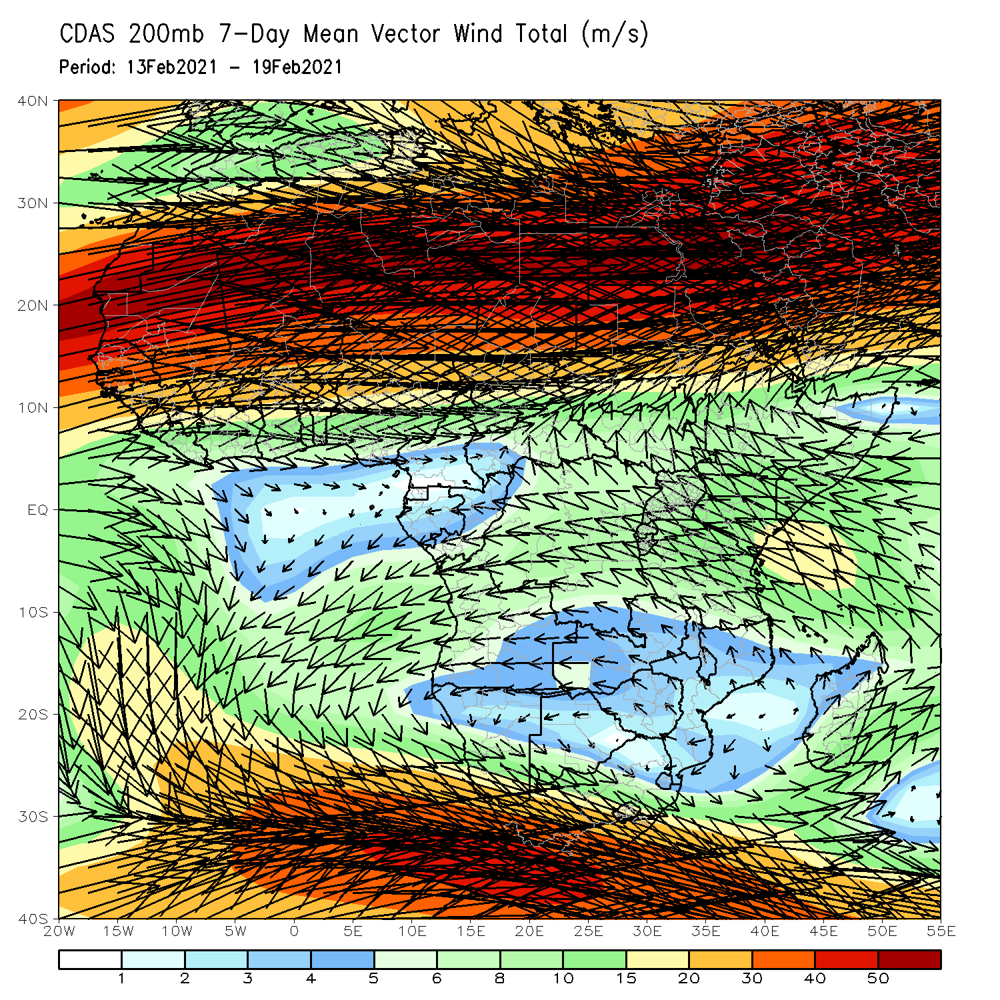 CDAS 200mb 7-Day Mean Vector Wind Total (m/s)
Period: 13Feb2021 - 19Feb2021
40N
30N
20N
10N
EQ
10S
20S
30S
40S
20W 15W 10W 5W 0 5E 10E 15E 20E 25E 30E 35E 40E 45E 50E 55E
1 2 3 4 5 6 8 10 15 20 30 40 50